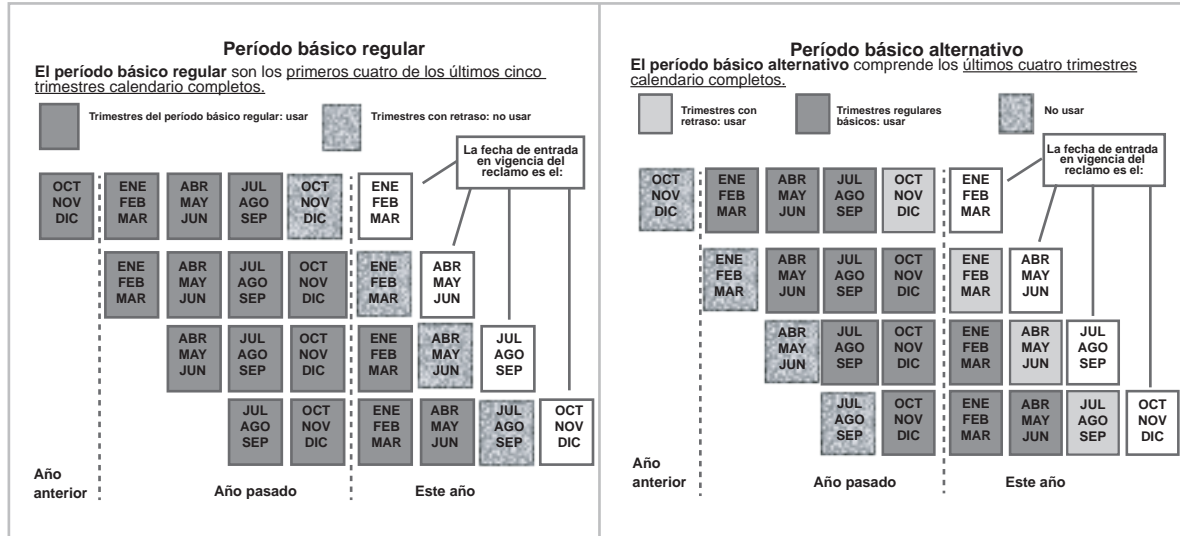 Período básico regular
El período básico regular son los primeros cuatro de los últimos cinco
trimestres calendario completos.
Trimestres del período básico regular: usar
Trimestres con retraso: no usar
La fecha de entrada
en vigencia del
reclamo es el:
OCT NOV DIC
ENE FEB MAR
ABR MAY JUN
JUL AGO SEP
OCT NOV DIC
ENE FEB MAR
ENE FEB MAR
ABR MAY JUN
JUL AGO SEP
OCT NOV DIC
ENE FEB MAR
ABR MAY JUN
ABR MAY JUN
JUL AGO SEP
OCT NOV DIC
ENE FEB MAR
ABR MAY JUN
JUL AGO SEP
JUL AGO SEP
OCT NOV DIC
ENE FEB MAR
ABR MAY JUN
JUL AGO SEP
OCT NOV DIC
Año
anterior
Año pasado
Este año
Período básico alternativo
El período básico alternativo comprende los últimos cuatro trimestres
calendario completos.
Trimestres con
retraso: usar
Trimestres regulares
básicos: usar
No usar
La fecha de entrada
en vigencia del
reclamo es el:
OCT NOV DIC
ENE FEB MAR
ABR MAY JUN
JUL AGO SEP
OCT NOV DIC
ENE FEB MAR
ENE FEB MAR
ABR MAY JUN
JUL AGO SEP
OCT NOV DIC
ENE FEB MAR
ABR MAY JUN
ABR MAY JUN
JUL AGO SEP
OCT NOV DIC
ENE FEB MAR
ABR MAY JUN
JUL AGO SEP
JUL AGO SEP
OCT NOV DIC
ENE FEB MAR
ABR MAY JUN
JUL AGO SEP
OCT NOV DIC
Año
anterior
Año pasado
Este año